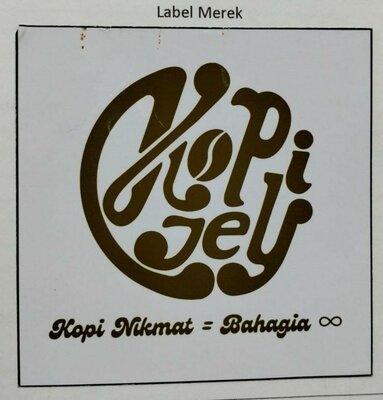 Label Merek
Kopi
Jely
Kopi Nikmat = Bahagia ∞